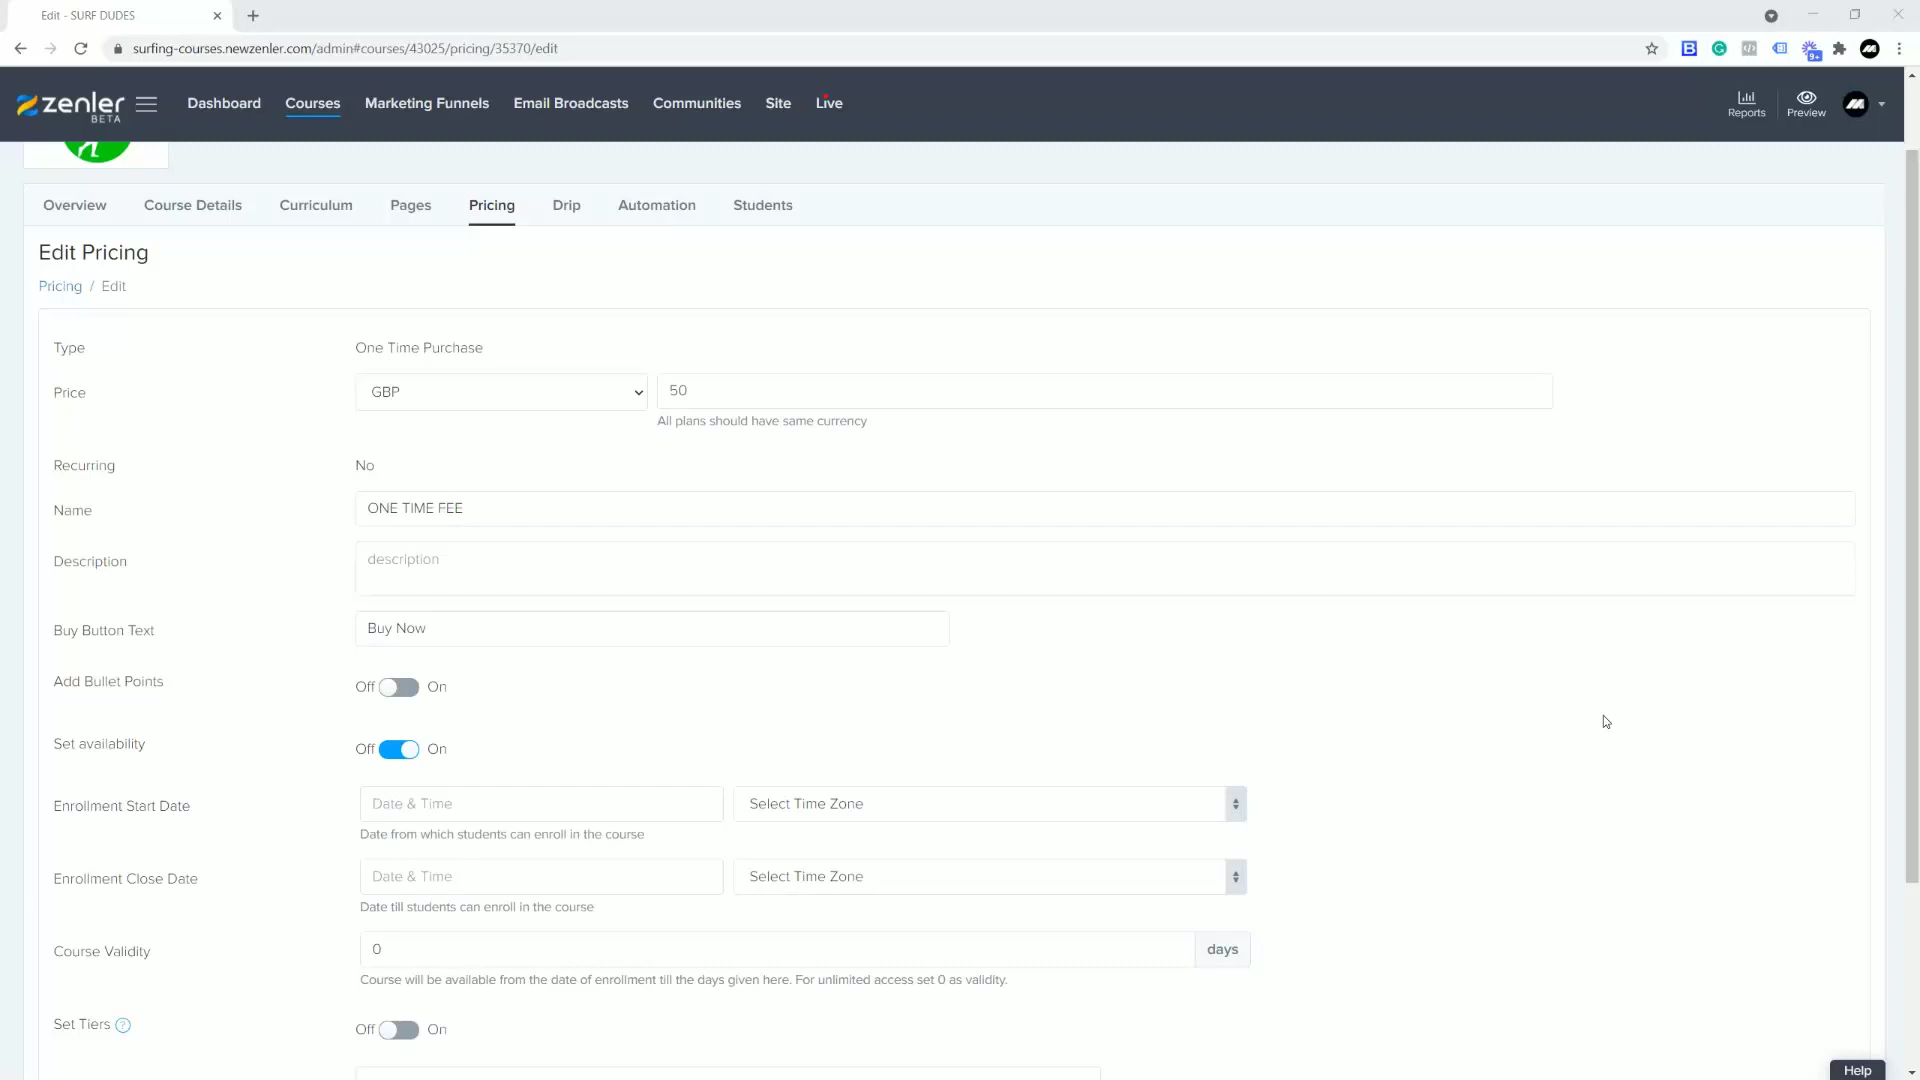 Edit - SURF DUDES
surfing-courses.newzenler.com/admin#courses/43025/pricing/35370/edit
9+
zenler
BETA
Dashboard
Courses
Marketing Funnels
Email Broadcasts
Communities
Site
Live
Reports
Preview
Overview
Course Details
Curriculum
Pages
Pricing
Drip
Automation
Students
Edit Pricing
Pricing / Edit
Type
One Time Purchase
Price
GBP
50
All plans should have same currency
Recurring
No
Name
ONE TIME FEE
Description
description
Buy Button Text
Buy Now
Add Bullet Points
Off On
Set availability
Off On
Enrollment Start Date
Date & Time
Select Time Zone
Date from which students can enroll in the course
Enrollment Close Date
Date & Time
Select Time Zone
Date till students can enroll in the course
Course Validity
0
days
Course will be available from the date of enrollment till the days given here. For unlimited access set 0 as validity.
Set Tiers ?
Off On
Help